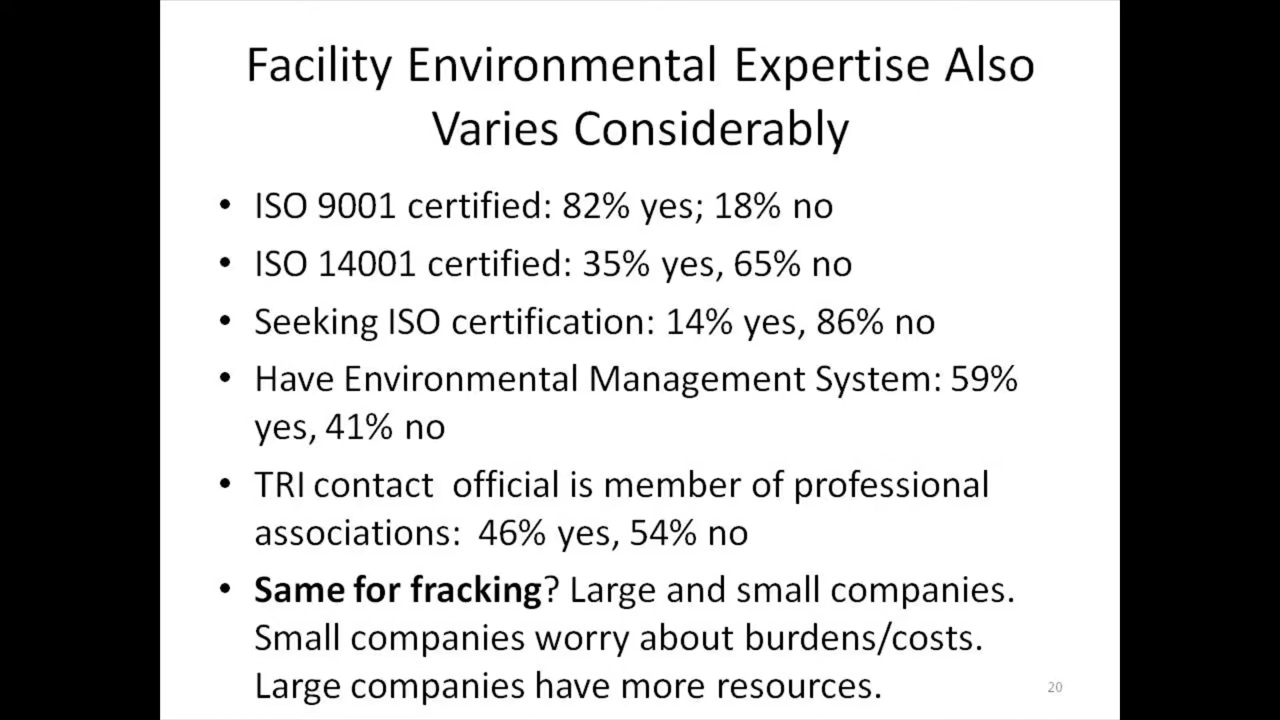 Facility Environmental Expertise Also
Varies Considerably
• ISO 9001 certified: 82% yes; 18% no
• ISO 14001 certified: 35% yes, 65% no
• Seeking ISO certification: 14% yes, 86% no
• Have Environmental Management System: 59%
yes, 41% no
• TRI contact  official is member of professional
associations:  46% yes, 54% no
• Same for fracking? Large and small companies.
Small companies worry about burdens/costs.
Large companies have more resources.
20